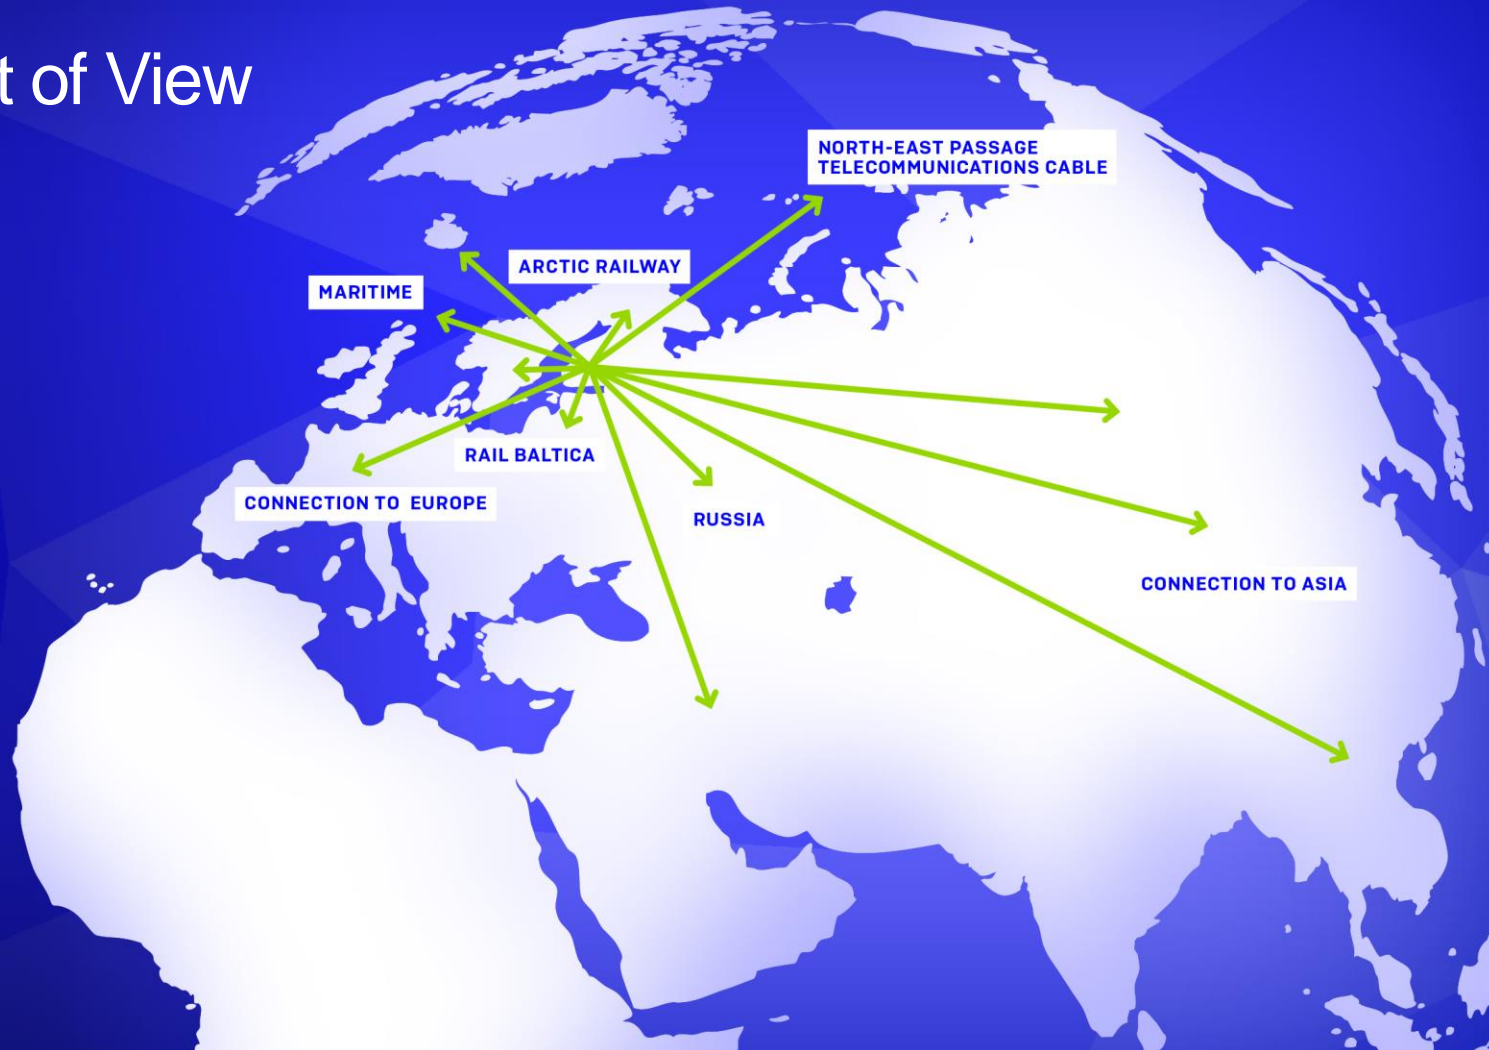 t of View
NORTH-EAST PASSAGE
TELECOMMUNICATIONS CABLE
ARCTIC RAILWAY
MARITIME
RAIL BALTICA
CONNECTION TO EUROPE
RUSSIA
CONNECTION TO ASIA